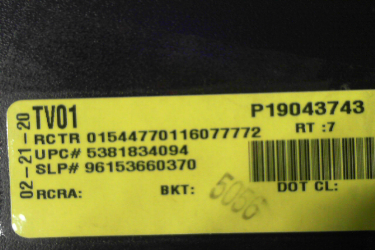 02-21-20
TV01 P19043743
RCTR 01544770116077772 RT :7
UPC# 5381834094
SLP# 96153660370
RCRA: BKT: 5056 DOT CL: